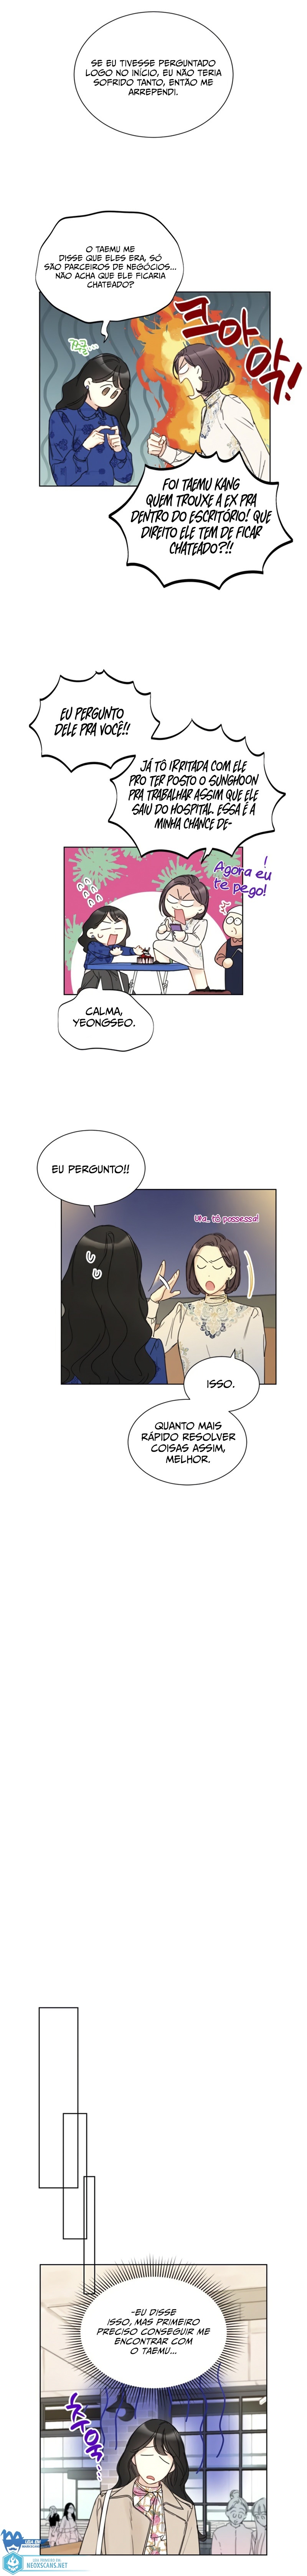 SE EU TIVESSE PERGUNTADO
LOGO NO INÍCIO, EU NÃO TERIA
SOFRIDO TANTO, ENTÃO ME
ARREPENDI.
O TAEMU ME
DISSE QUE ELES ERA, SÓ
SÃO PARCEIROS DE NEGÓCIOS...
NÃO ACHA QUE ELE FICARIA
CHATEADO?
크아악!
FOI TAEMU KANG
QUEM TROUXE A EX PRA
DENTRO DO ESCRITÓRIO! QUE
DIREITO ELE TEM DE FICAR
CHATEADO?!!
EU PERGUNTO
DELE PRA VOCÊ!!
JÁ TÔ IRRITADA COM ELE
PRO TER POSTO O SUNGHOON
PRA TRABALHAR ASSIM QUE ELE
SAIU DO HOSPITAL. ESSA É A
MINHA CHANCE DE-
Agora eu
te pego!
CALMA,
YEONGSEO.
EU PERGUNTO!!
Ufa.. tô possessa!
ISSO.
QUANTO MAIS
RÁPIDO RESOLVER
COISAS ASSIM,
MELHOR.
-EU DISSE
ISSO, MAS PRIMEIRO
PRECISO CONSEGUIR ME
ENCONTRAR COM
O TAEMU...
추욱...
LEIA EM
NEOXSCANS.NET